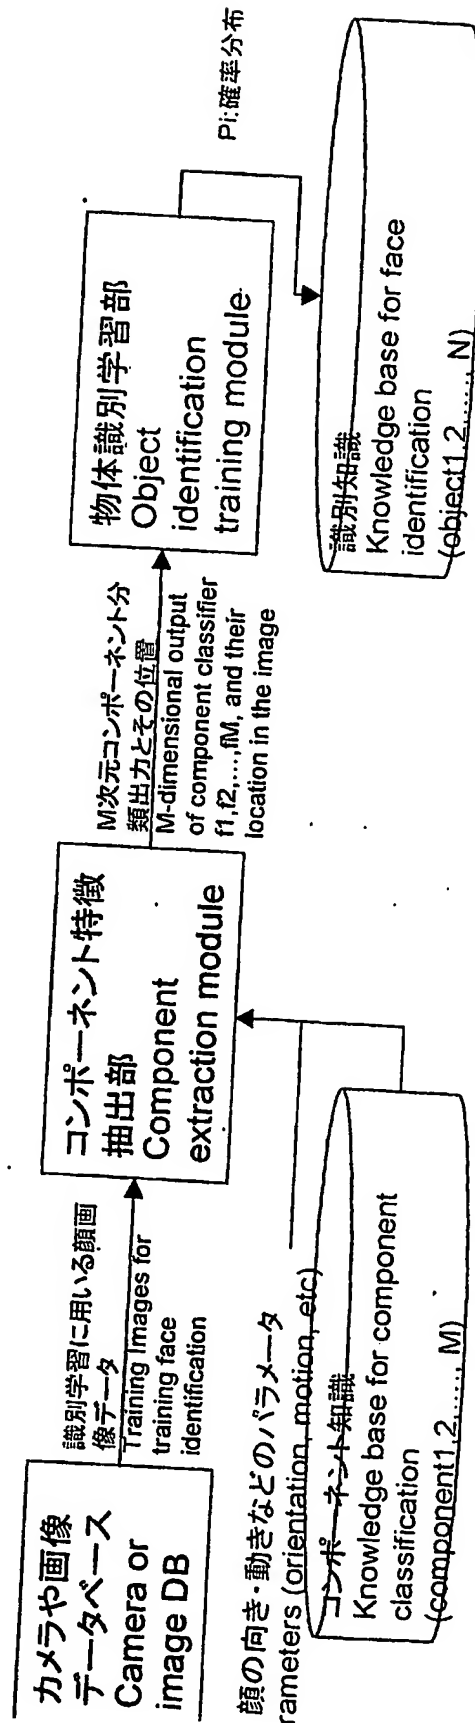 カメラや画像
データベース
Camera or
image DB
識別学習に用いる顔画
像データ
Training Images for
training face
identification
コンポーネント特徴
抽出部
Component
extraction module
M次元コンポーネント分
類出力とその位置
M-dimensional output
of component classifier
f1,f2,...,fM, and their
location in the image
物体識別学習部
Object
identification
training module
Pi:確率分布
顔の向き・動きなどのパラメータ
rameters (orientation, motion, etc)
コンポーネント知識
Knowledge base for component
classification
(component1,2,......, M)
識別知識
Knowledge base for face
identification
(object1,2,......, N)